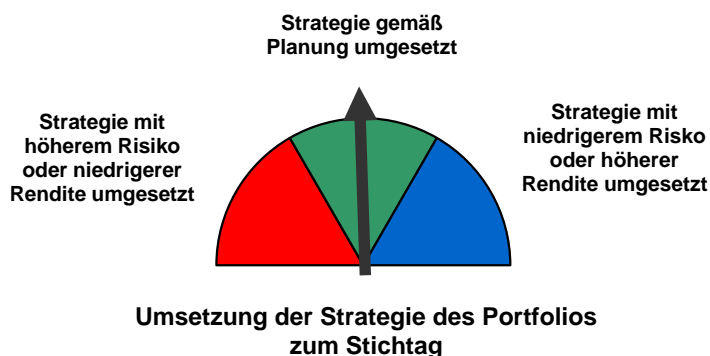 Strategie gemäß
Planung umgesetzt
Strategie mit
höherem Risiko
oder niedrigerer
Rendite umgesetzt
Strategie mit
niedrigerem Risko
oder höherer
Rendite umgesetzt
Umsetzung der Strategie des Portfolios
zum Stichtag